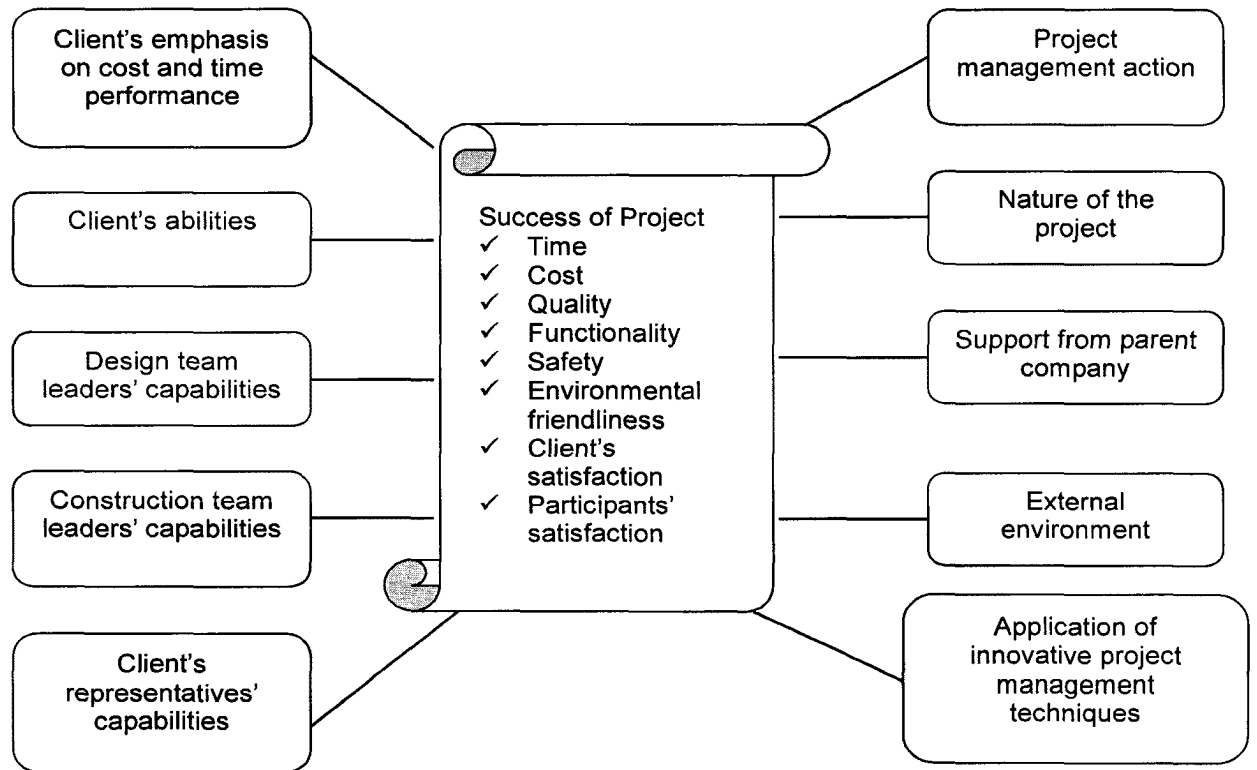 Client's emphasis
on cost and time
performance
Client's abilities
Design team
leaders' capabilities
Construction team
leaders' capabilities
Client's
representatives'
capabilities
Success of Project
✓ Time
✓ Cost
✓ Quality
✓ Functionality
✓ Safety
✓ Environmental
friendliness
✓ Client's
satisfaction
✓ Participants'
satisfaction
Project
management action
Nature of the
project
Support from parent
company
External
environment
Application of
innovative project
management
techniques